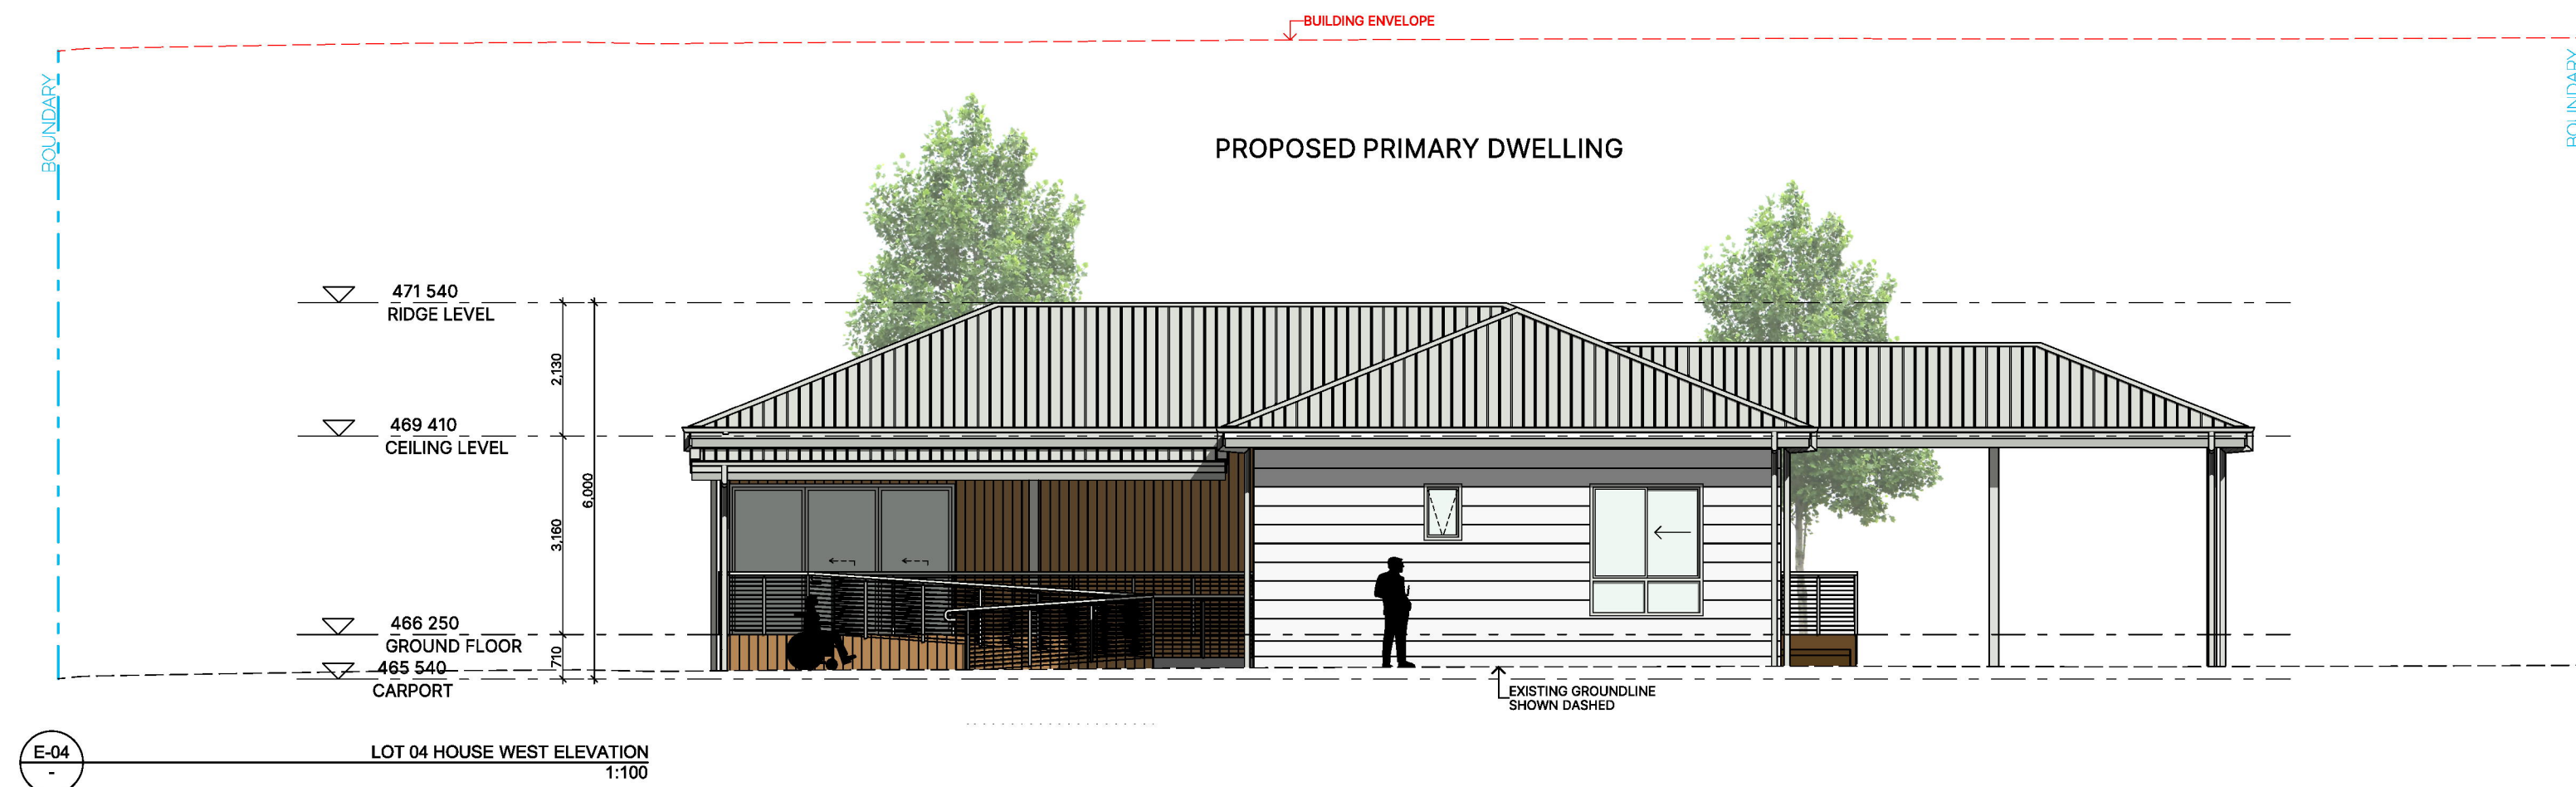 BUILDING ENVELOPE
BOUNDARY
BOUNDARY
PROPOSED PRIMARY DWELLING
471 540
RIDGE LEVEL
2,130
469 410
CEILING LEVEL
6,000
3,160
466 250
GROUND FLOOR
710
465 540
CARPORT
EXISTING GROUNDLINE
SHOWN DASHED
E-04
-
LOT 04 HOUSE WEST ELEVATION
1:100